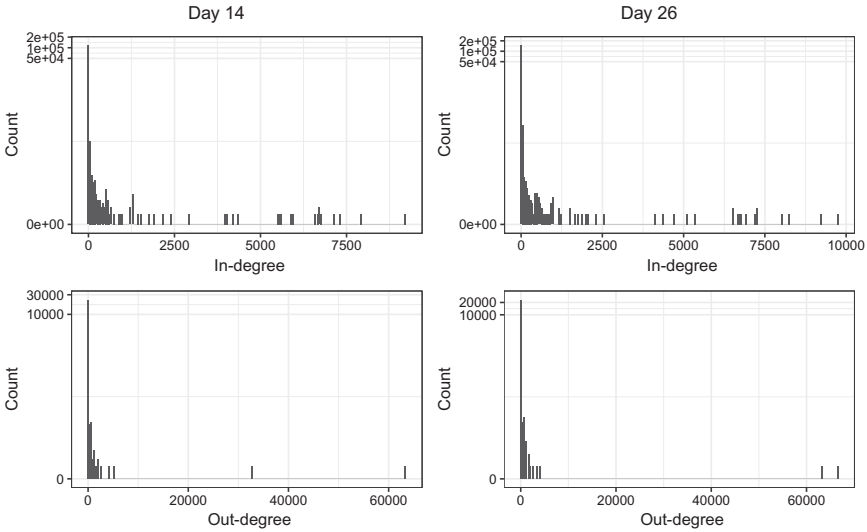 Day 14
Day 26
2e+05
1e+05
5e+04
0e+00
Count
0 2500 5000 7500
In-degree
2e+05
1e+05
5e+04
0e+00
Count
0 2500 5000 7500 10000
In-degree
30000
10000
0
Count
0 20000 40000 60000
Out-degree
20000
10000
0
Count
0 20000 40000 60000
Out-degree